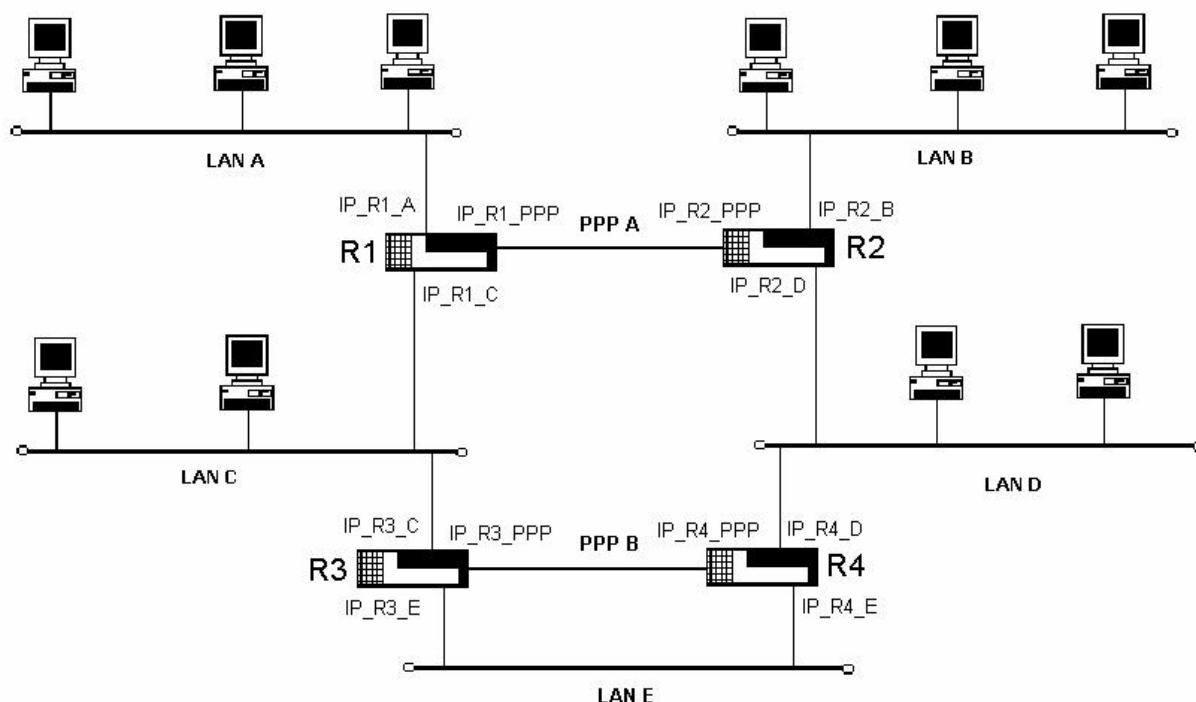 LAN A
LAN B
IP_R1_A
IP_R1_PPP
PPP A
IP_R2_PPP
IP_R2_B
R1
R2
IP_R1_C
IP_R2_D
LAN C
LAN D
IP_R3_C
IP_R3_PPP
PPP B
IP_R4_PPP
IP_R4_D
R3
R4
IP_R3_E
IP_R4_E
LAN E